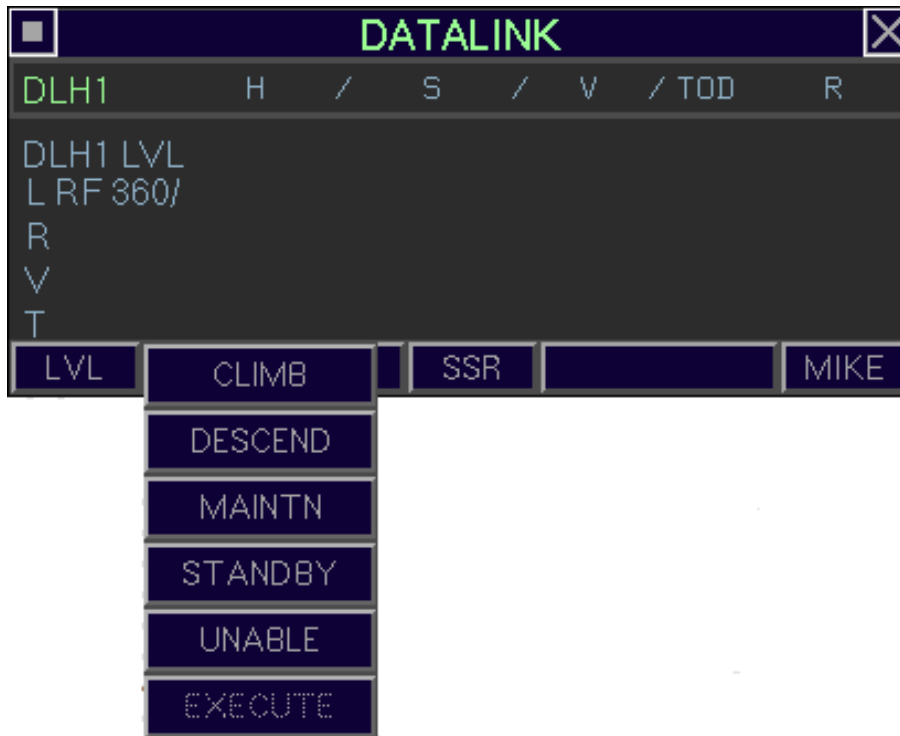 DATALINK
DLH1 H / S / V / TOD R
DLH1 LVL
L RF 360/
R
V
T
LVL CLIMB SSR MIKE
DESCEND
MAINTN
STANDBY
UNABLE
EXECUTE